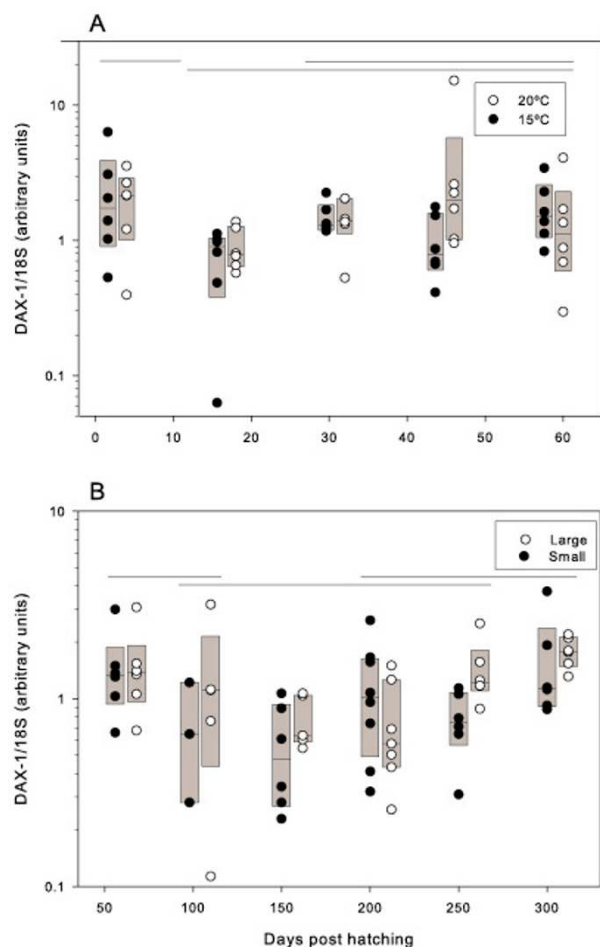 A
DAX-1/18S (arbitrary units)
10
1
0.1
20ºC
15ºC
0 10 20 30 40 50 60
B
DAX-1/18S (arbitrary units)
10
1
0.1
Large
Small
50 100 150 200 250 300
Days post hatching